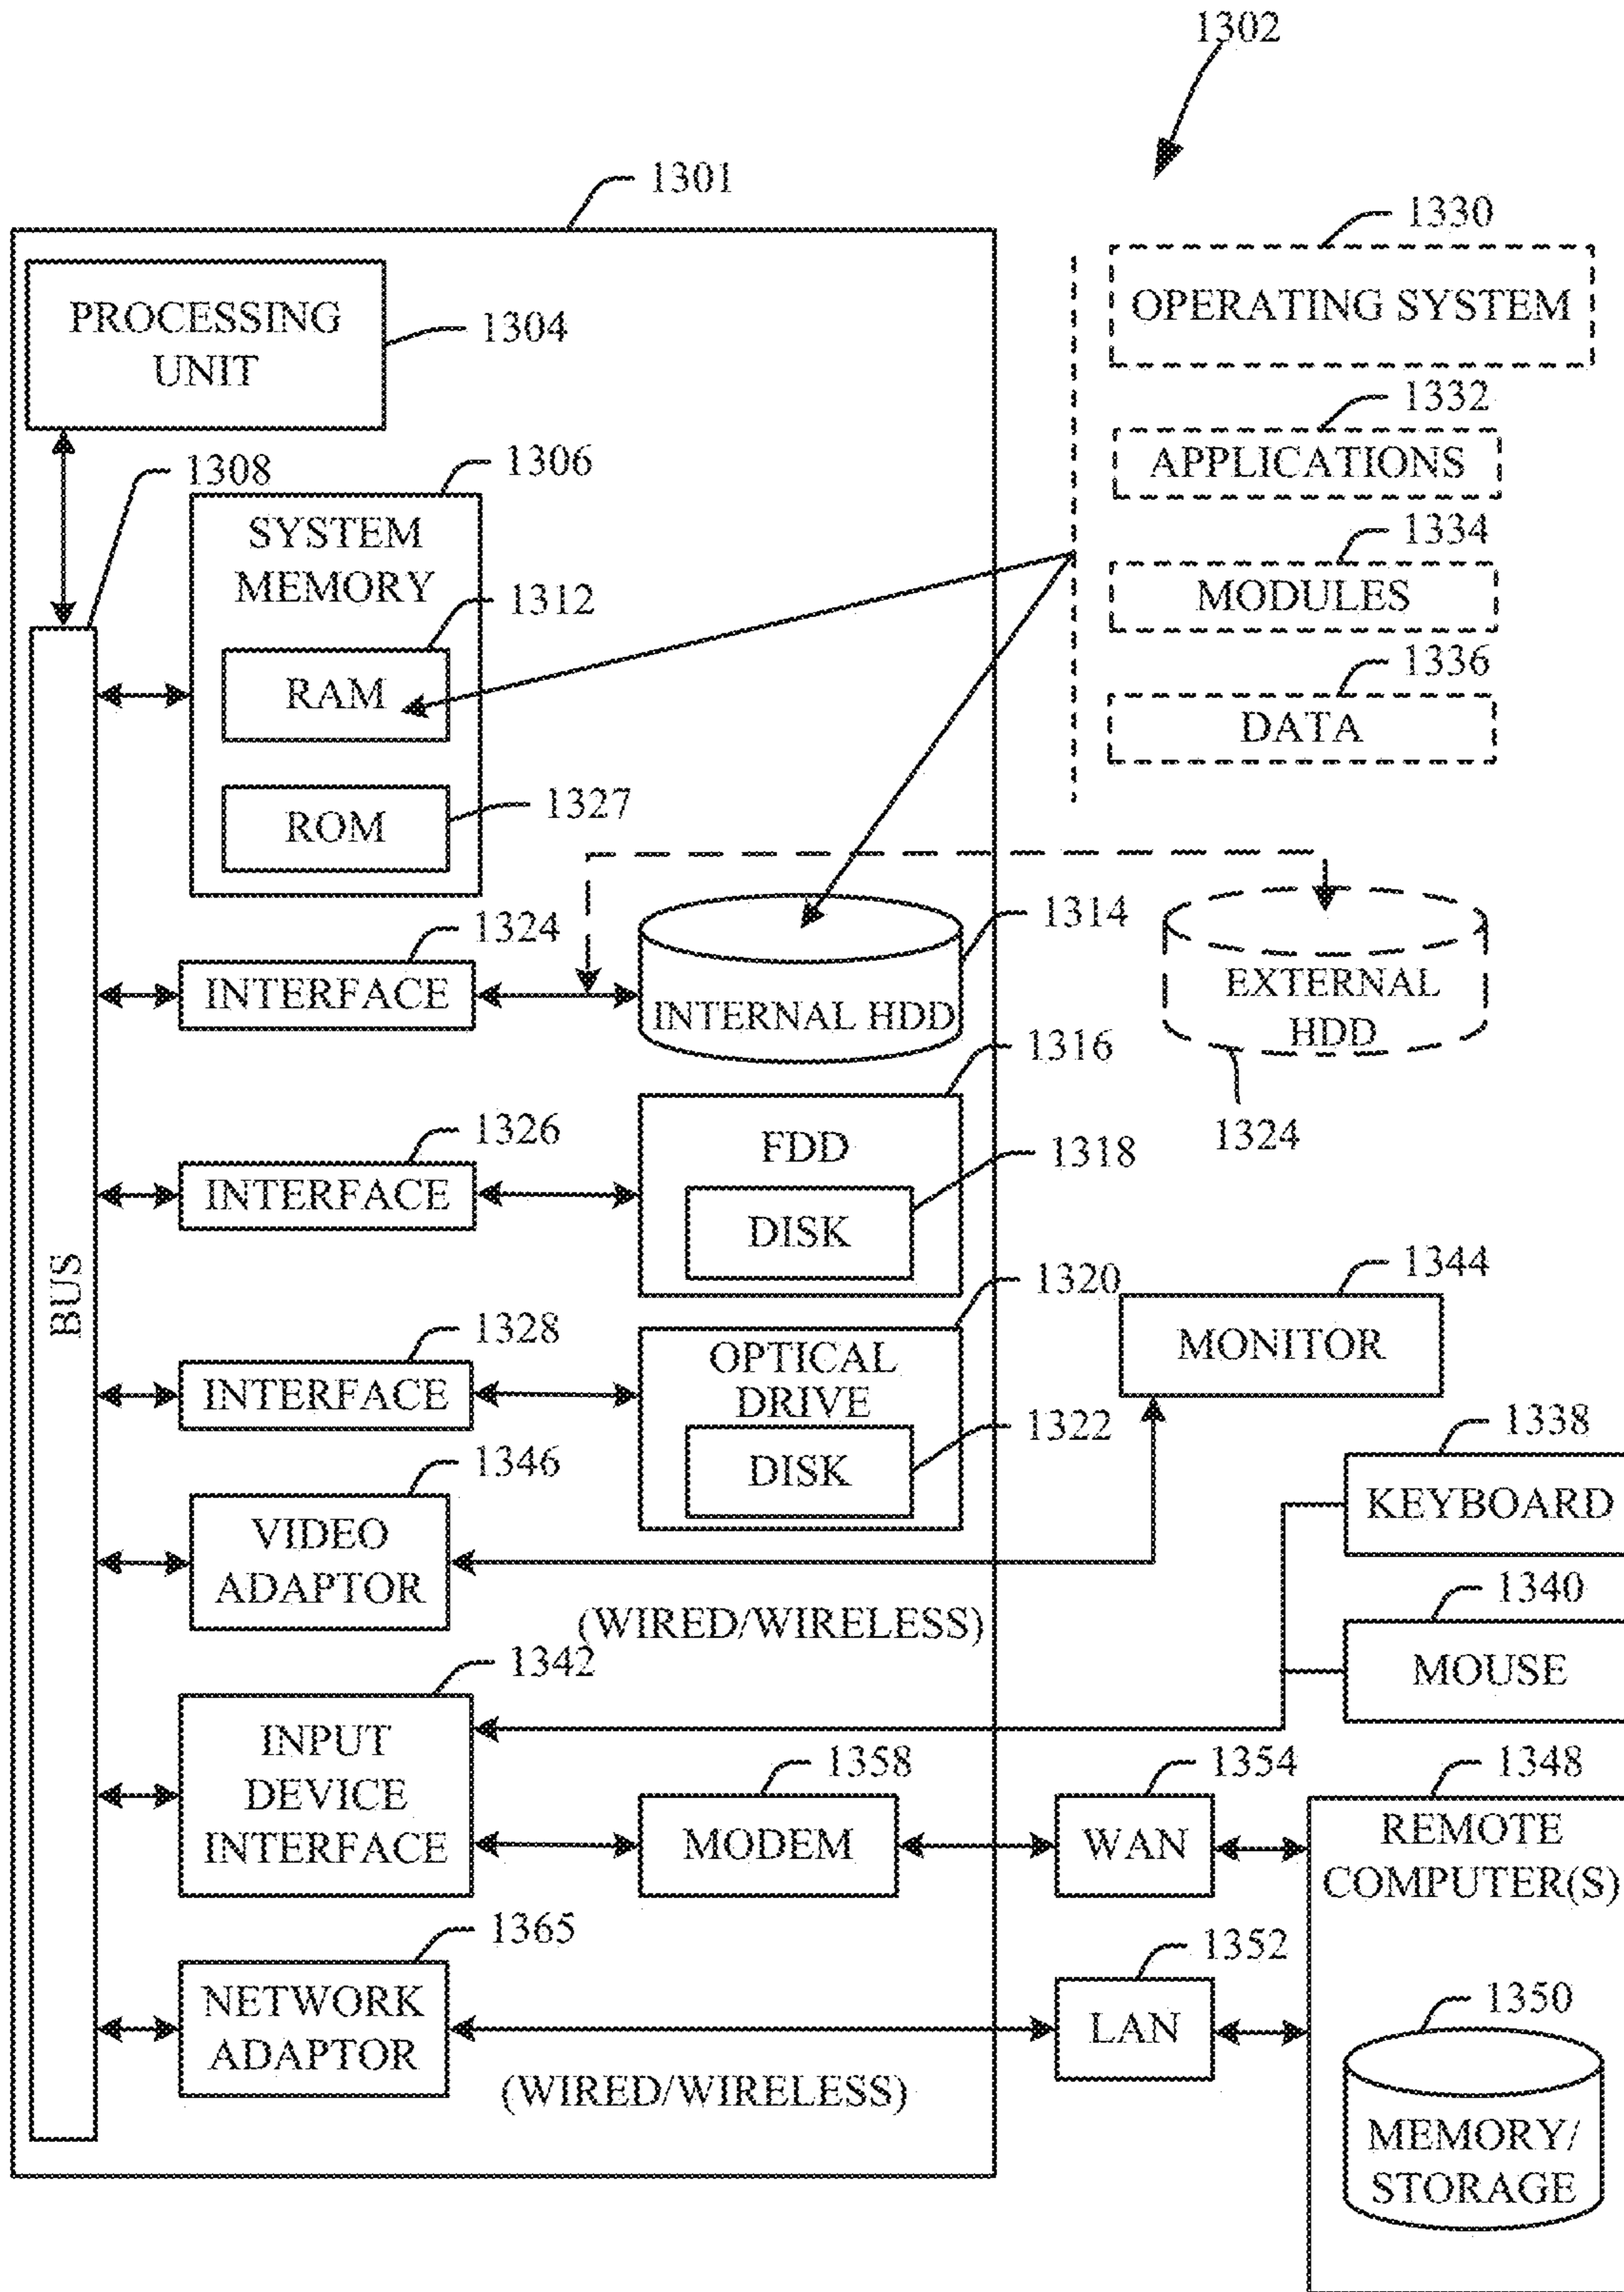 1302
1301
1330
OPERATING SYSTEM
PROCESSING
UNIT
1304
1332
APPLICATIONS
1308
1306
SYSTEM
MEMORY
1334
MODULES
1312
RAM
1336
DATA
1327
ROM
1324
INTERFACE
1314
INTERNAL HDD
EXTERNAL
HDD
1324
1316
FDD
1326
INTERFACE
1318
DISK
BUS
1320
1344
MONITOR
1328
INTERFACE
OPTICAL
DRIVE
1322
DISK
1338
KEYBOARD
1346
VIDEO
ADAPTOR
(WIRED/WIRELESS)
1340
MOUSE
1342
INPUT
DEVICE
INTERFACE
1358
MODEM
1354
WAN
1348
REMOTE
COMPUTER(S)
1365
NETWORK
ADAPTOR
(WIRED/WIRELESS)
1352
LAN
1350
MEMORY/
STORAGE